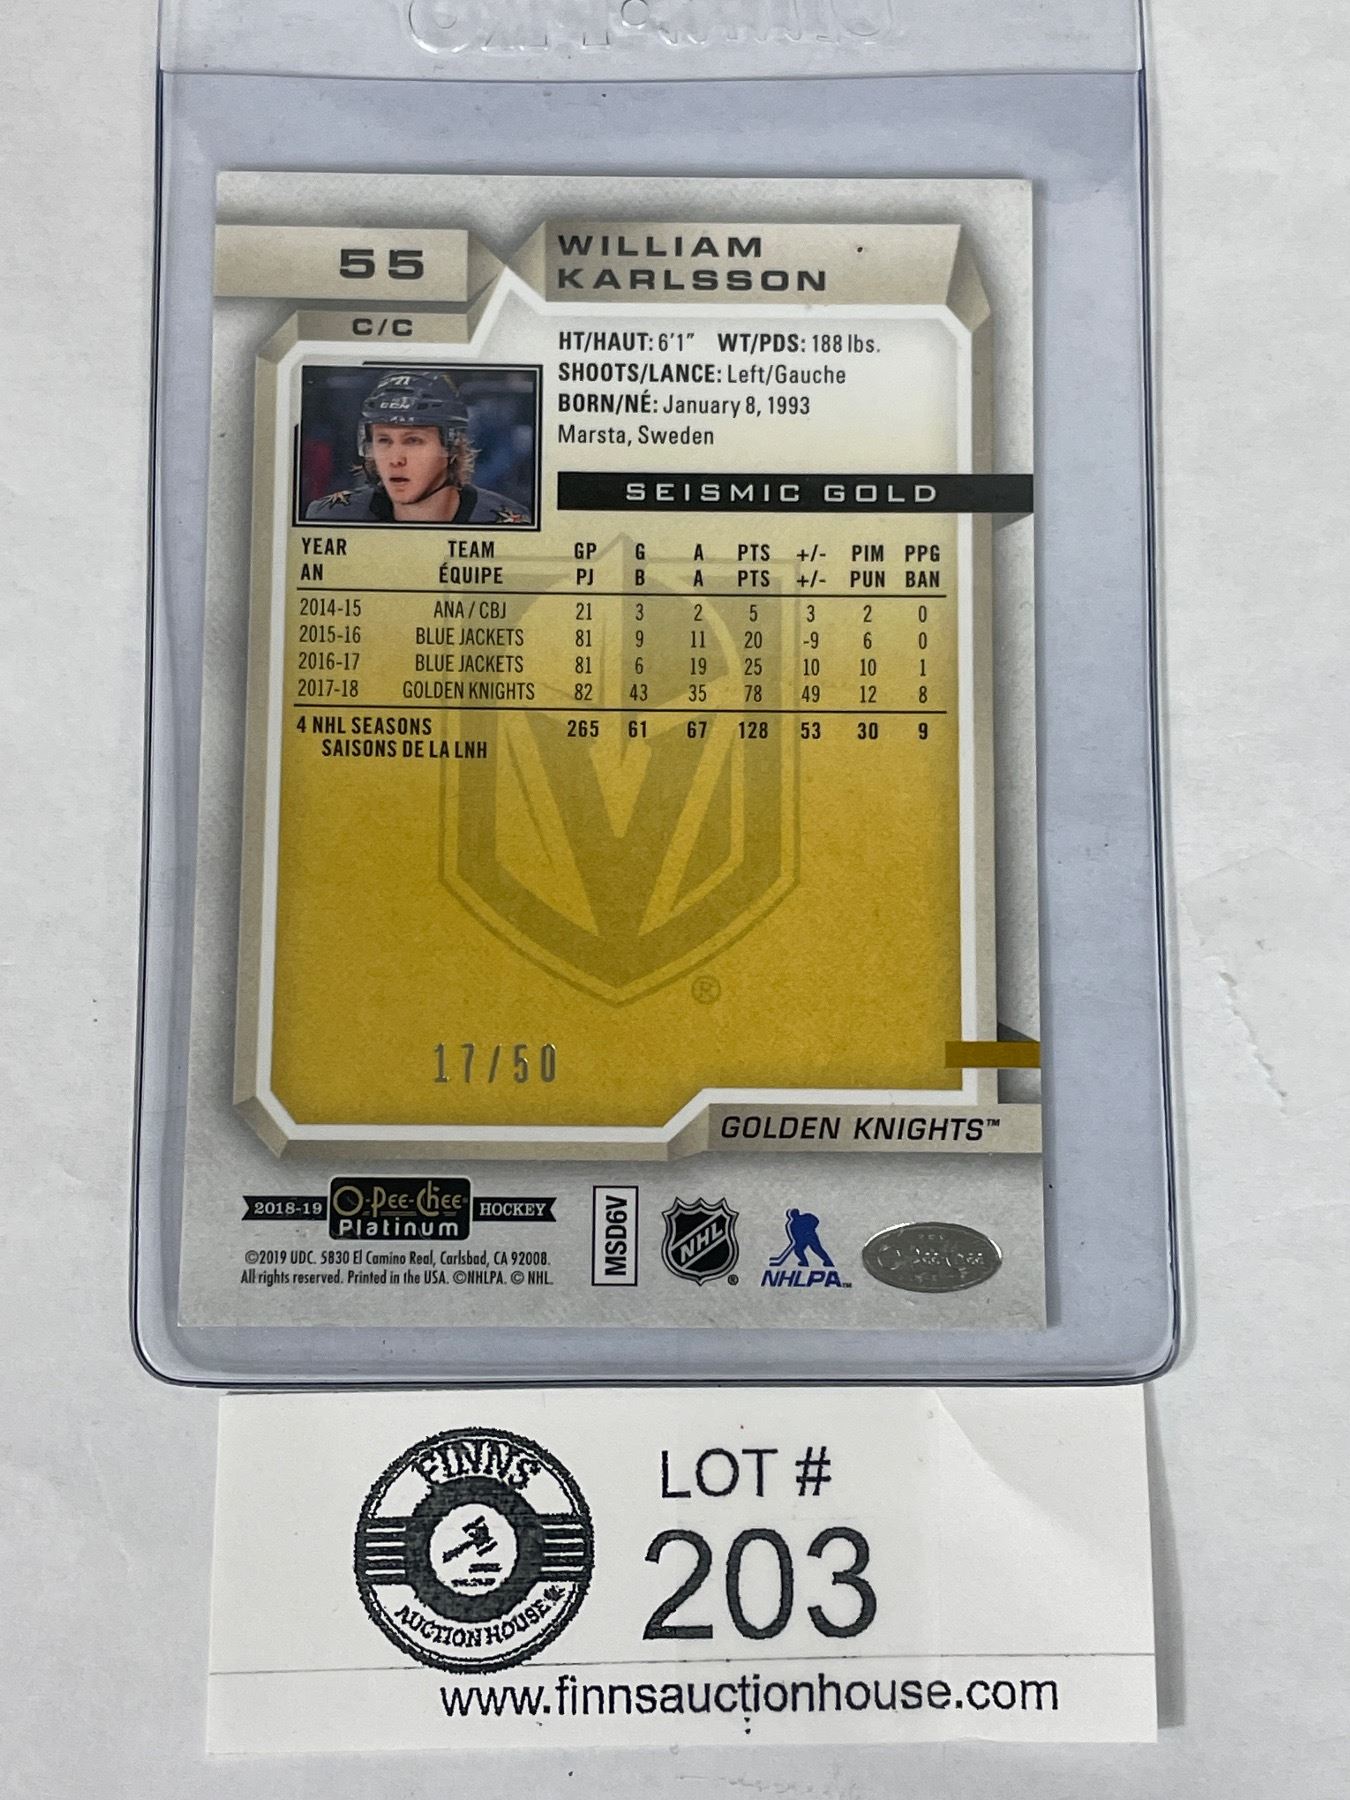 55
WILLIAM
KARLSSON
C/C
HT/HAUT: 6'1" WT/PDS: 188 lbs.
SHOOTS/LANCE: Left/Gauche
BORN/NÉ: January 8, 1993
Marsta, Sweden
CCM
SEISMIC GOLD
YEAR TEAM GP G A PTS +/- PIM PPG
AN ÉQUIPE PJ B A PTS +/- PUN BAN
2014-15 ANA / CBJ 21 3 2 5 3 2 0
2015-16 BLUE JACKETS 81 9 11 20 -9 6 0
2016-17 BLUE JACKETS 81 6 19 25 10 10 1
2017-18 GOLDEN KNIGHTS 82 43 35 78 49 12 8
4 NHL SEASONS 265 61 67 128 53 30 9
SAISONS DE LA LNH
®
17/50
GOLDEN KNIGHTS™
2018-19 O-Pee-Chee HOCKEY
Platinum
©2019 UDC. 5830 El Camino Real, Carlsbad, CA 92008.
All rights reserved. Printed in the USA. ©NHLPA. © NHL.
MSD6V
NHL®
NHLPA™
O-Pee-Chee
FINNS
AUCTION HOUSE
LOT #
203
www.finnsauctionhouse.com